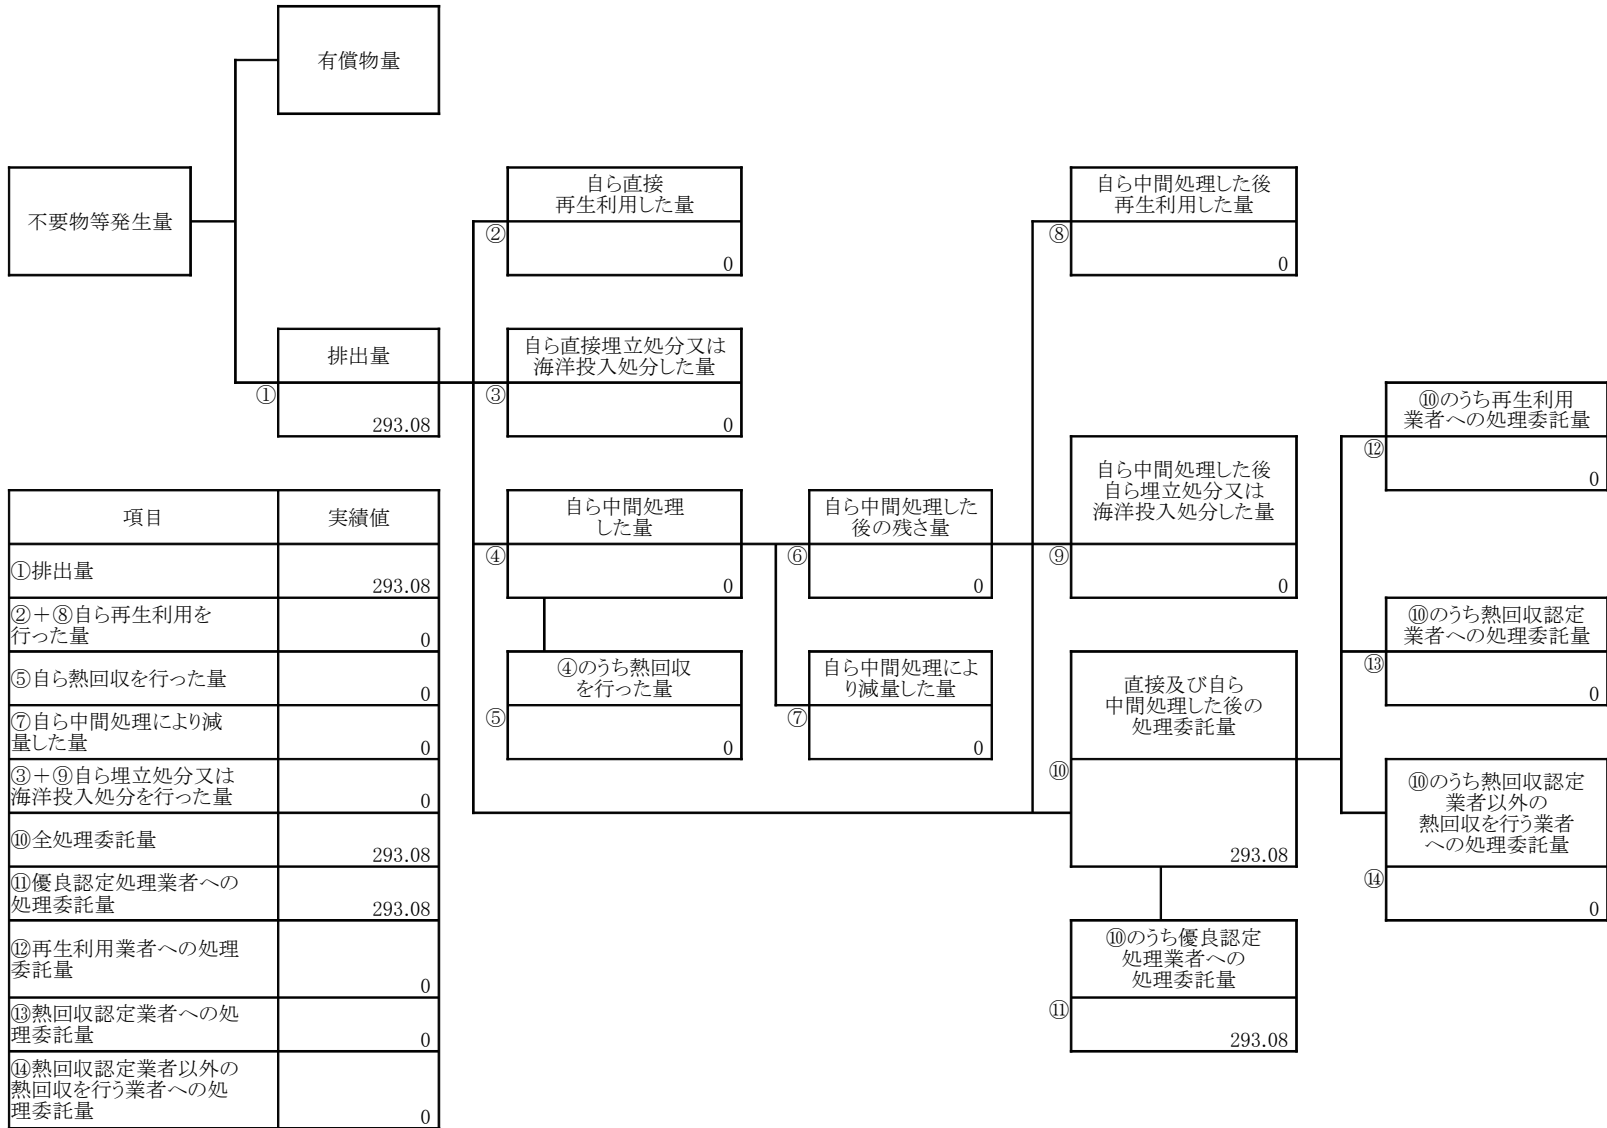 有償物量
不要物等発生量
自ら直接
再生利用した量
②
0
自ら中間処理した後
再生利用した量
⑧
0
排出量
①
293.08
自ら直接埋立処分又は
海洋投入処分した量
③
0
⑩のうち再生利用
業者への処理委託量
⑫
0
自ら中間処理
した量
④
0
自ら中間処理した
後の残さ量
⑥
0
自ら中間処理した後
自ら埋立処分又は
海洋投入処分した量
⑨
0
⑩のうち熱回収認定
業者への処理委託量
⑬
0
④のうち熱回収
を行った量
⑤
0
自ら中間処理によ
り減量した量
⑦
0
直接及び自ら
中間処理した後の
処理委託量
⑩
293.08
⑩のうち熱回収認定
業者以外の
熱回収を行う業者
への処理委託量
⑭
0
⑩のうち優良認定
処理業者への
処理委託量
⑪
293.08
項目 実績値
①排出量
293.08
②＋⑧自ら再生利用を
行った量
0
⑤自ら熱回収を行った量
0
⑦自ら中間処理により減
量した量
0
③＋⑨自ら埋立処分又は
海洋投入処分を行った量
0
⑩全処理委託量
293.08
⑪優良認定処理業者への
処理委託量
293.08
⑫再生利用業者への処理
委託量
0
⑬熱回収認定業者への処
理委託量
0
⑭熱回収認定業者以外の
熱回収を行う業者への処
理委託量
0